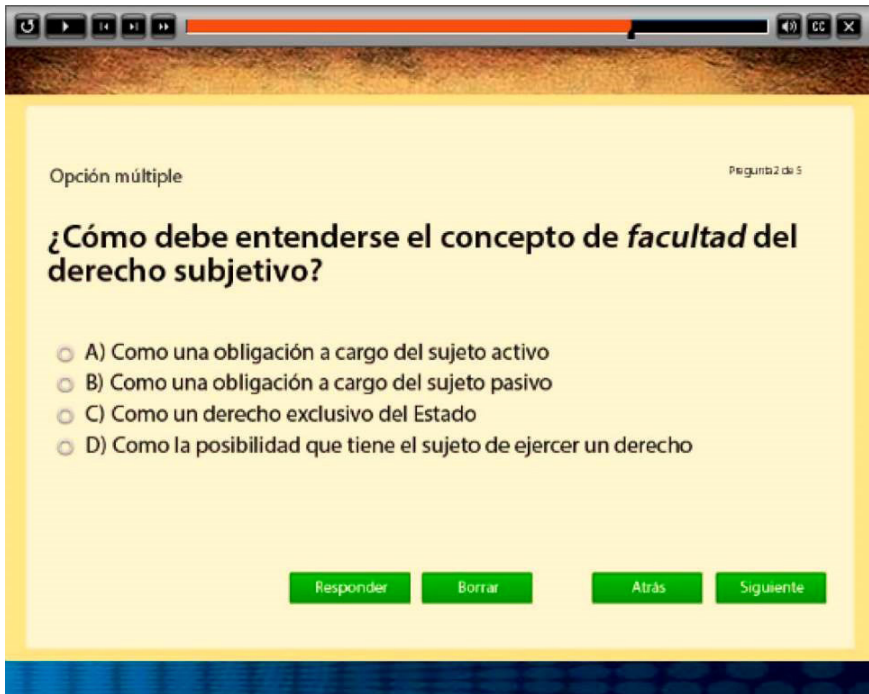 CC
Opción múltiple
Pregunta 2 de 5
¿Cómo debe entenderse el concepto de facultad del
derecho subjetivo?
A) Como una obligación a cargo del sujeto activo
B) Como una obligación a cargo del sujeto pasivo
C) Como un derecho exclusivo del Estado
D) Como la posibilidad que tiene el sujeto de ejercer un derecho
Responder
Borrar
Atrás
Siguiente